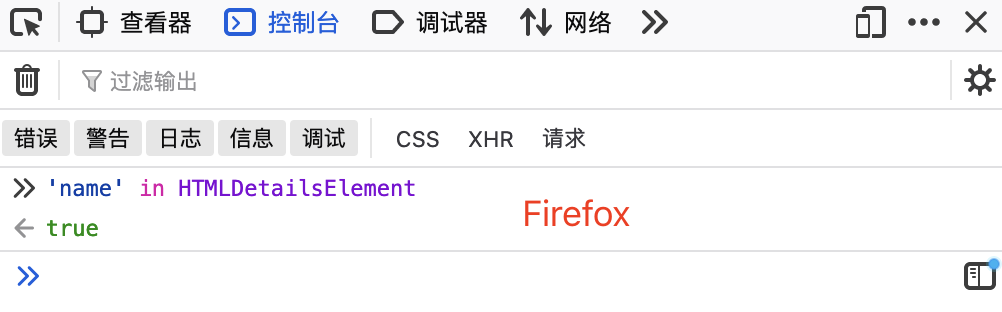 查看器 控制台 调试器 网络
过滤输出
错误 警告 日志 信息 调试 CSS XHR 请求
'name' in HTMLDetailsElement
true
Firefox